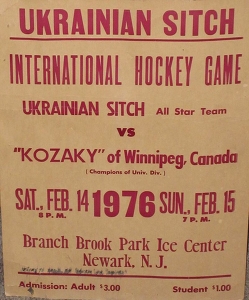 UKRAINIAN SITCH
INTERNATIONAL HOCKEY GAME
UKRAINIAN SITCH All Star Team
VS
"KOZAKY" of Winnipeg, Canada
( Champions of Univ. Div. )
SAT., FEB. 14 1976 SUN., FEB. 15
8 P. M. 7 P. M.
Branch Brook Park Ice Center
Newark, N. J.
Admission: Adult $3.00 Student $1.00